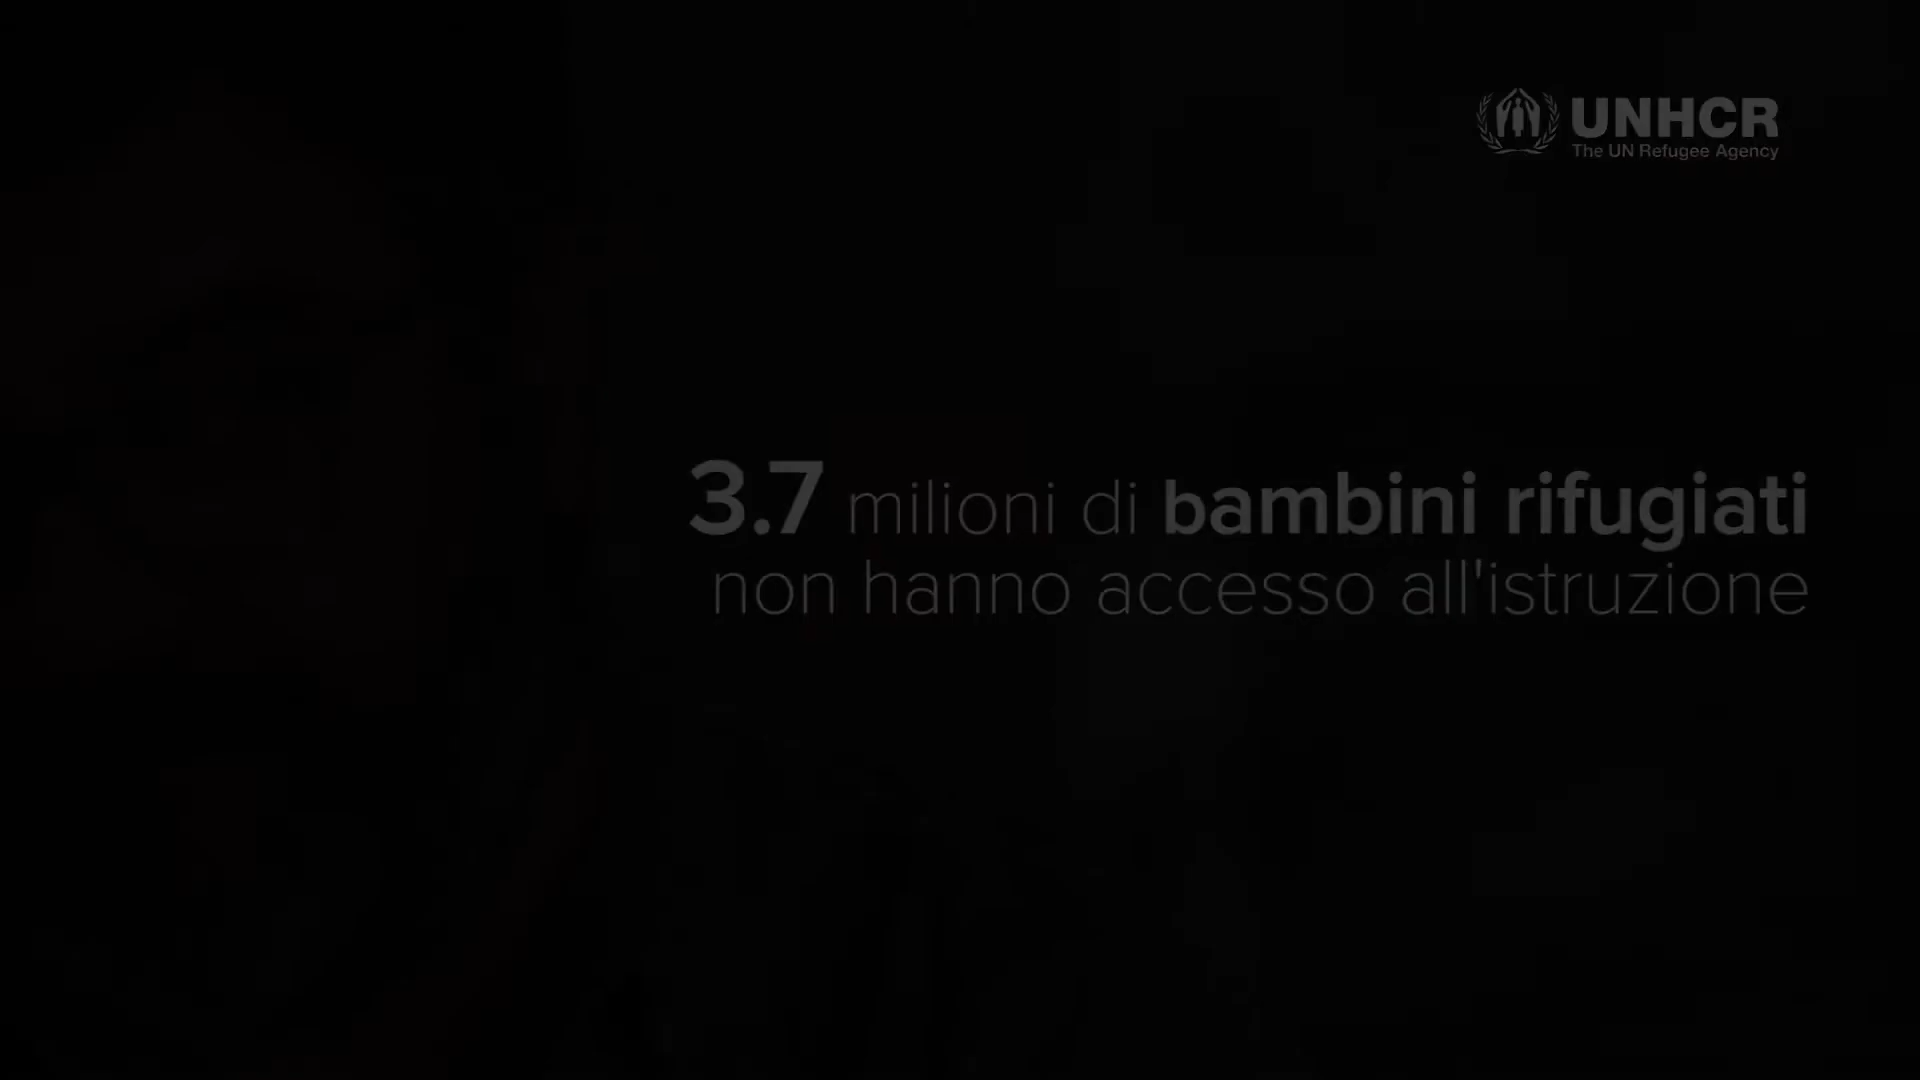 UNHCR
The UN Refugee Agency
3.7 milioni di bambini rifugiati
non hanno accesso all'istruzione